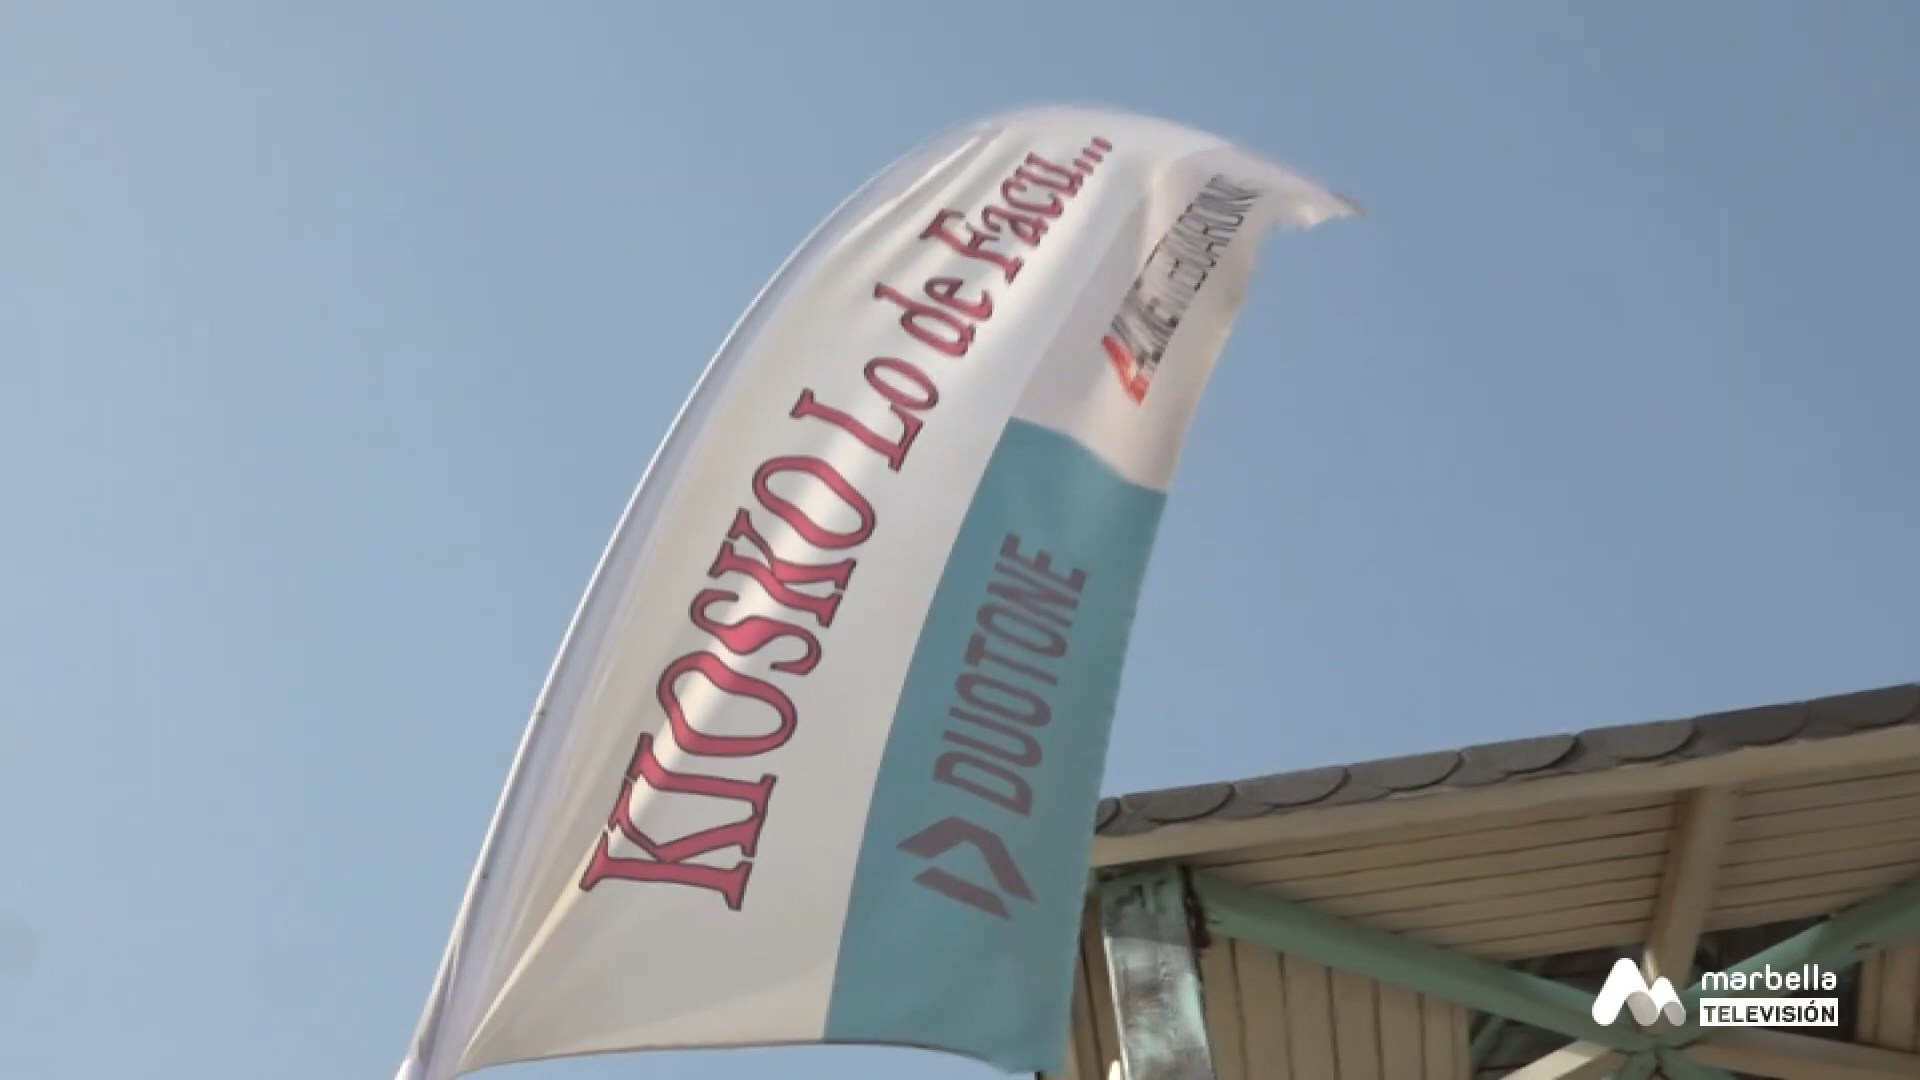 KIOSKO Lo de Facu...
DUOTONE
marbella
TELEVISIÓN